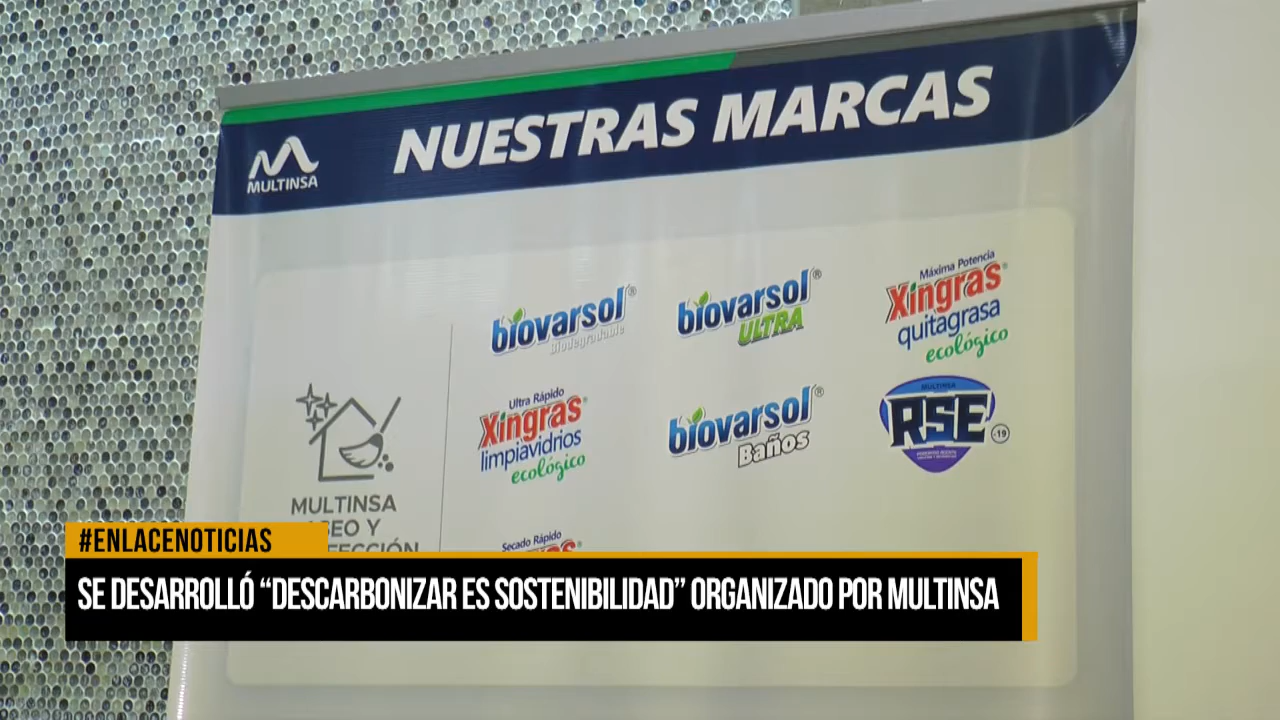 NUESTRAS MARCAS
MULTINSA
biovarsol®
Biodegradable
biovarsol®
ULTRA
Máxima Potencia
Xingras®
quitagrasa
ecológico
Ultra Rápido
Xingras®
limpiavidrios
ecológico
biovarsol®
Baños
MULTINSA
RSE
-19
MULTINSA
Y
Secado Rápido
#ENLACENOTICIAS
SE DESARROLLÓ “DESCARBONIZAR ES SOSTENIBILIDAD” ORGANIZADO POR MULTINSA